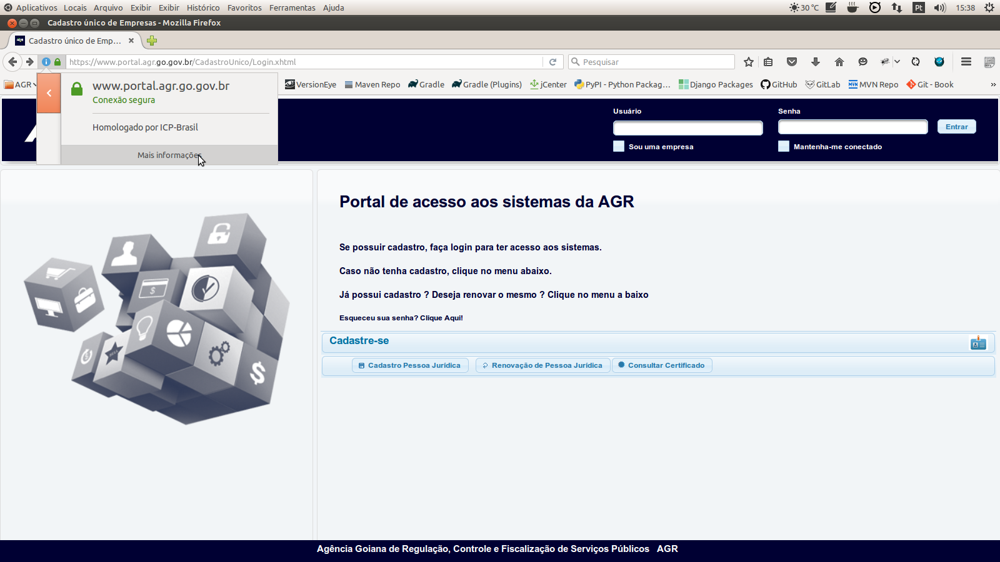 Aplicativos Locais Arquivo Exibir Exibir Histórico Favoritos Ferramentas Ajuda 30 °C Pt 15:38
Cadastro único de Empresas - Mozilla Firefox
Cadastro único de Emp...
https://www.portal.agr.go.gov.br/CadastroUnico/Login.xhtml Pesquisar
AGR VersionEye Maven Repo Gradle Gradle (Plugins) jCenter PyPI - Python Packag... Django Packages GitHub GitLab MVN Repo Git - Book »
www.portal.agr.go.gov.br
Conexão segura
Homologado por ICP-Brasil
Mais informações
Usuário Senha
Entrar
Sou uma empresa Mantenha-me conectado
Portal de acesso aos sistemas da AGR
Se possuir cadastro, faça login para ter acesso aos sistemas.
Caso não tenha cadastro, clique no menu abaixo.
Já possui cadastro ? Deseja renovar o mesmo ? Clique no menu a baixo
Esqueceu sua senha? Clique Aqui!
Cadastre-se
Cadastro Pessoa Jurídica Renovação de Pessoa Jurídica Consultar Certificado
Agência Goiana de Regulação, Controle e Fiscalização de Serviços Públicos AGR